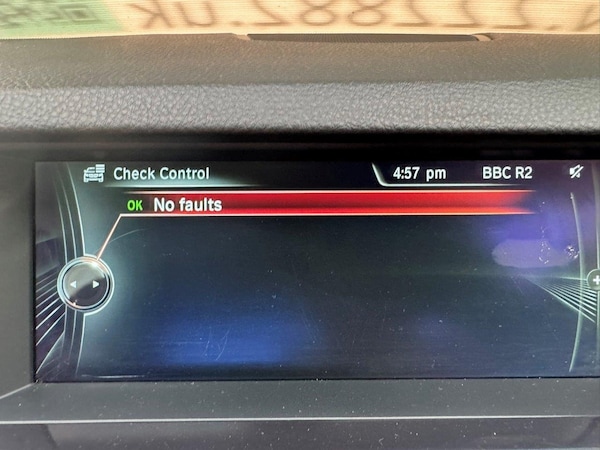 Check Control
4:57 pm
BBC R2
OK No faults